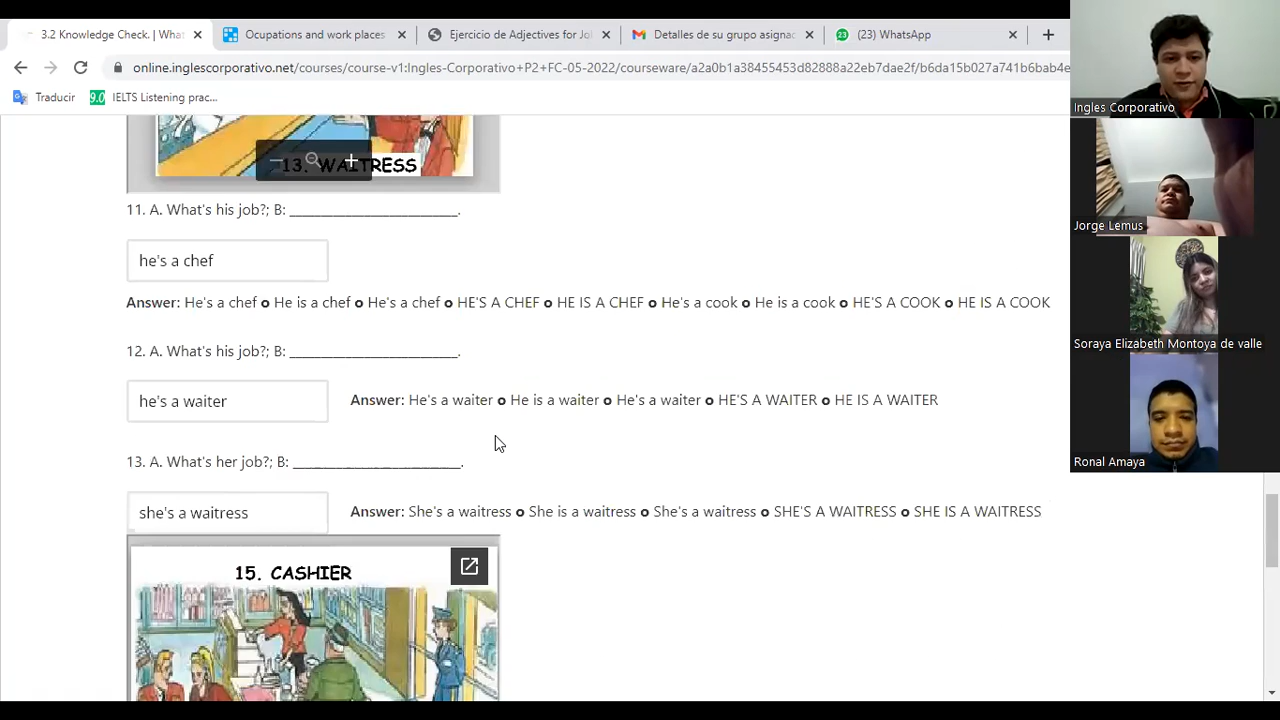 3.2 Knowledge Check. | Wha
Ocupations and work places
Ejercicio de Adjectives for Jo
Detalles de su grupo asigna
23
(23) WhatsApp
online.inglescorporativo.net/courses/course-v1:Ingles-Corporativo+P2+FC-05-2022/courseware/a2a0b1a38455453d82888a22eb7dae2f/b6da15b027a741b6bab4e
Traducir
9.0
IELTS Listening prac...
13. WAITRESS
11. A. What's his job?; B: ________________________.
he's a chef
Answer: He's a chef o He is a chef o He's a chef o HE'S A CHEF o HE IS A CHEF o He's a cook o He is a cook o HE'S A COOK o HE IS A COOK
12. A. What's his job?; B: ________________________.
he's a waiter
Answer: He's a waiter o He is a waiter o He's a waiter o HE'S A WAITER o HE IS A WAITER
13. A. What's her job?; B: ________________________.
she's a waitress
Answer: She's a waitress o She is a waitress o She's a waitress o SHE'S A WAITRESS o SHE IS A WAITRESS
15. CASHIER
Ingles Corporativo
Jorge Lemus
Soraya Elizabeth Montoya de valle
Ronal Amaya